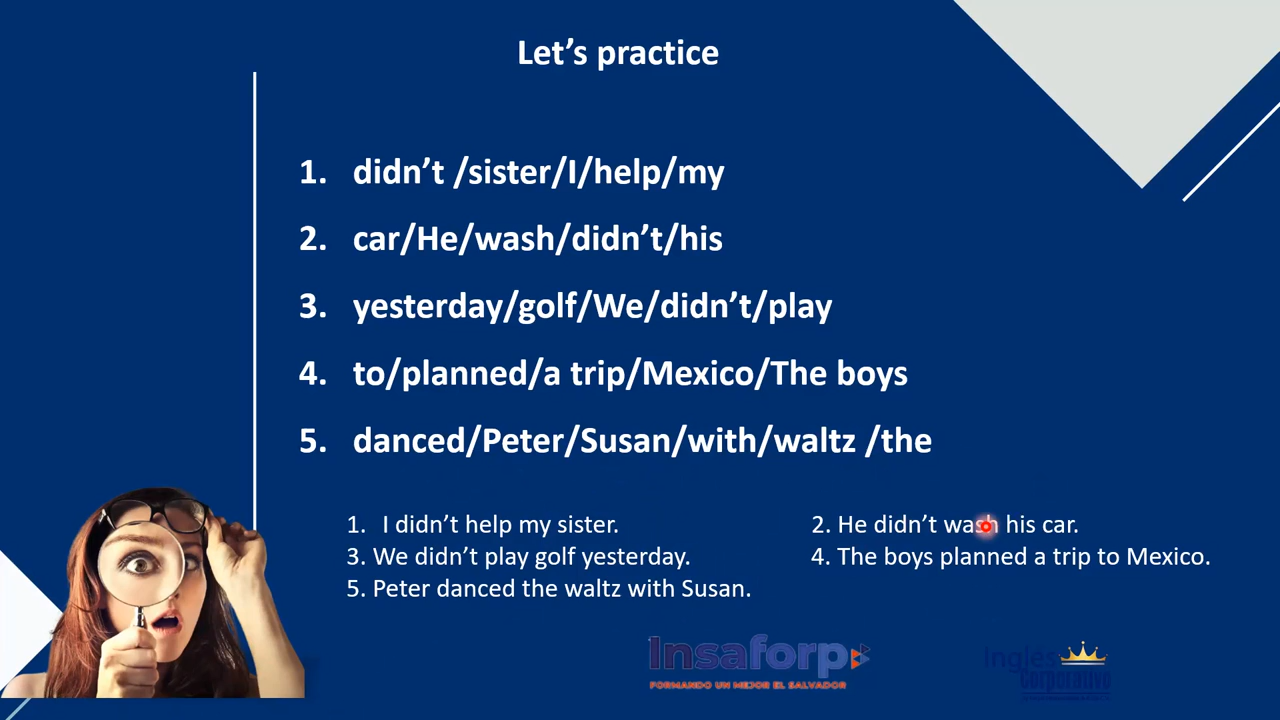 Let’s practice
1. didn’t /sister/I/help/my
2. car/He/wash/didn’t/his
3. yesterday/golf/We/didn’t/play
4. to/planned/a trip/Mexico/The boys
5. danced/Peter/Susan/with/waltz /the
1. I didn’t help my sister. 2. He didn’t wash his car.
3. We didn’t play golf yesterday. 4. The boys planned a trip to Mexico.
5. Peter danced the waltz with Susan.
Insaforp
FORMANDO UN MEJOR EL SALVADOR
Ingles
corporativo